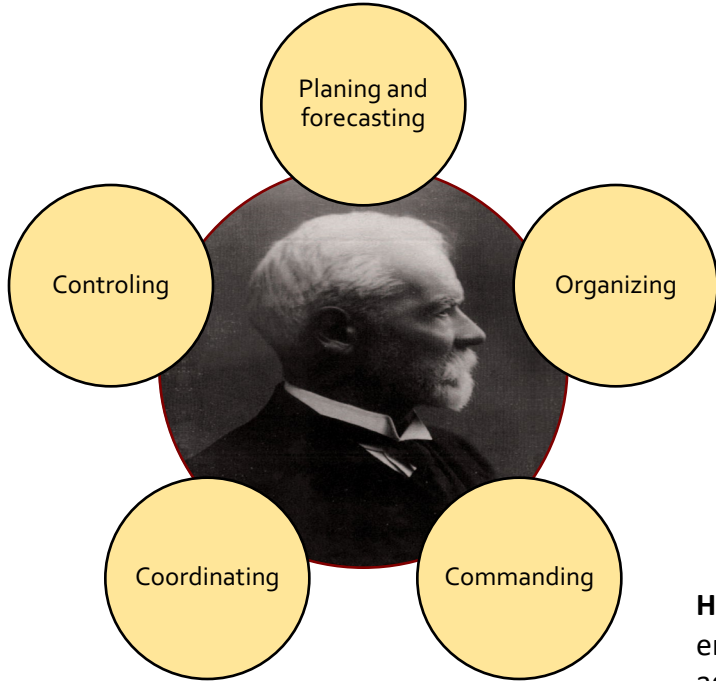 Planing and
forecasting
Controling
Organizing
Coordinating
Commanding
H
er